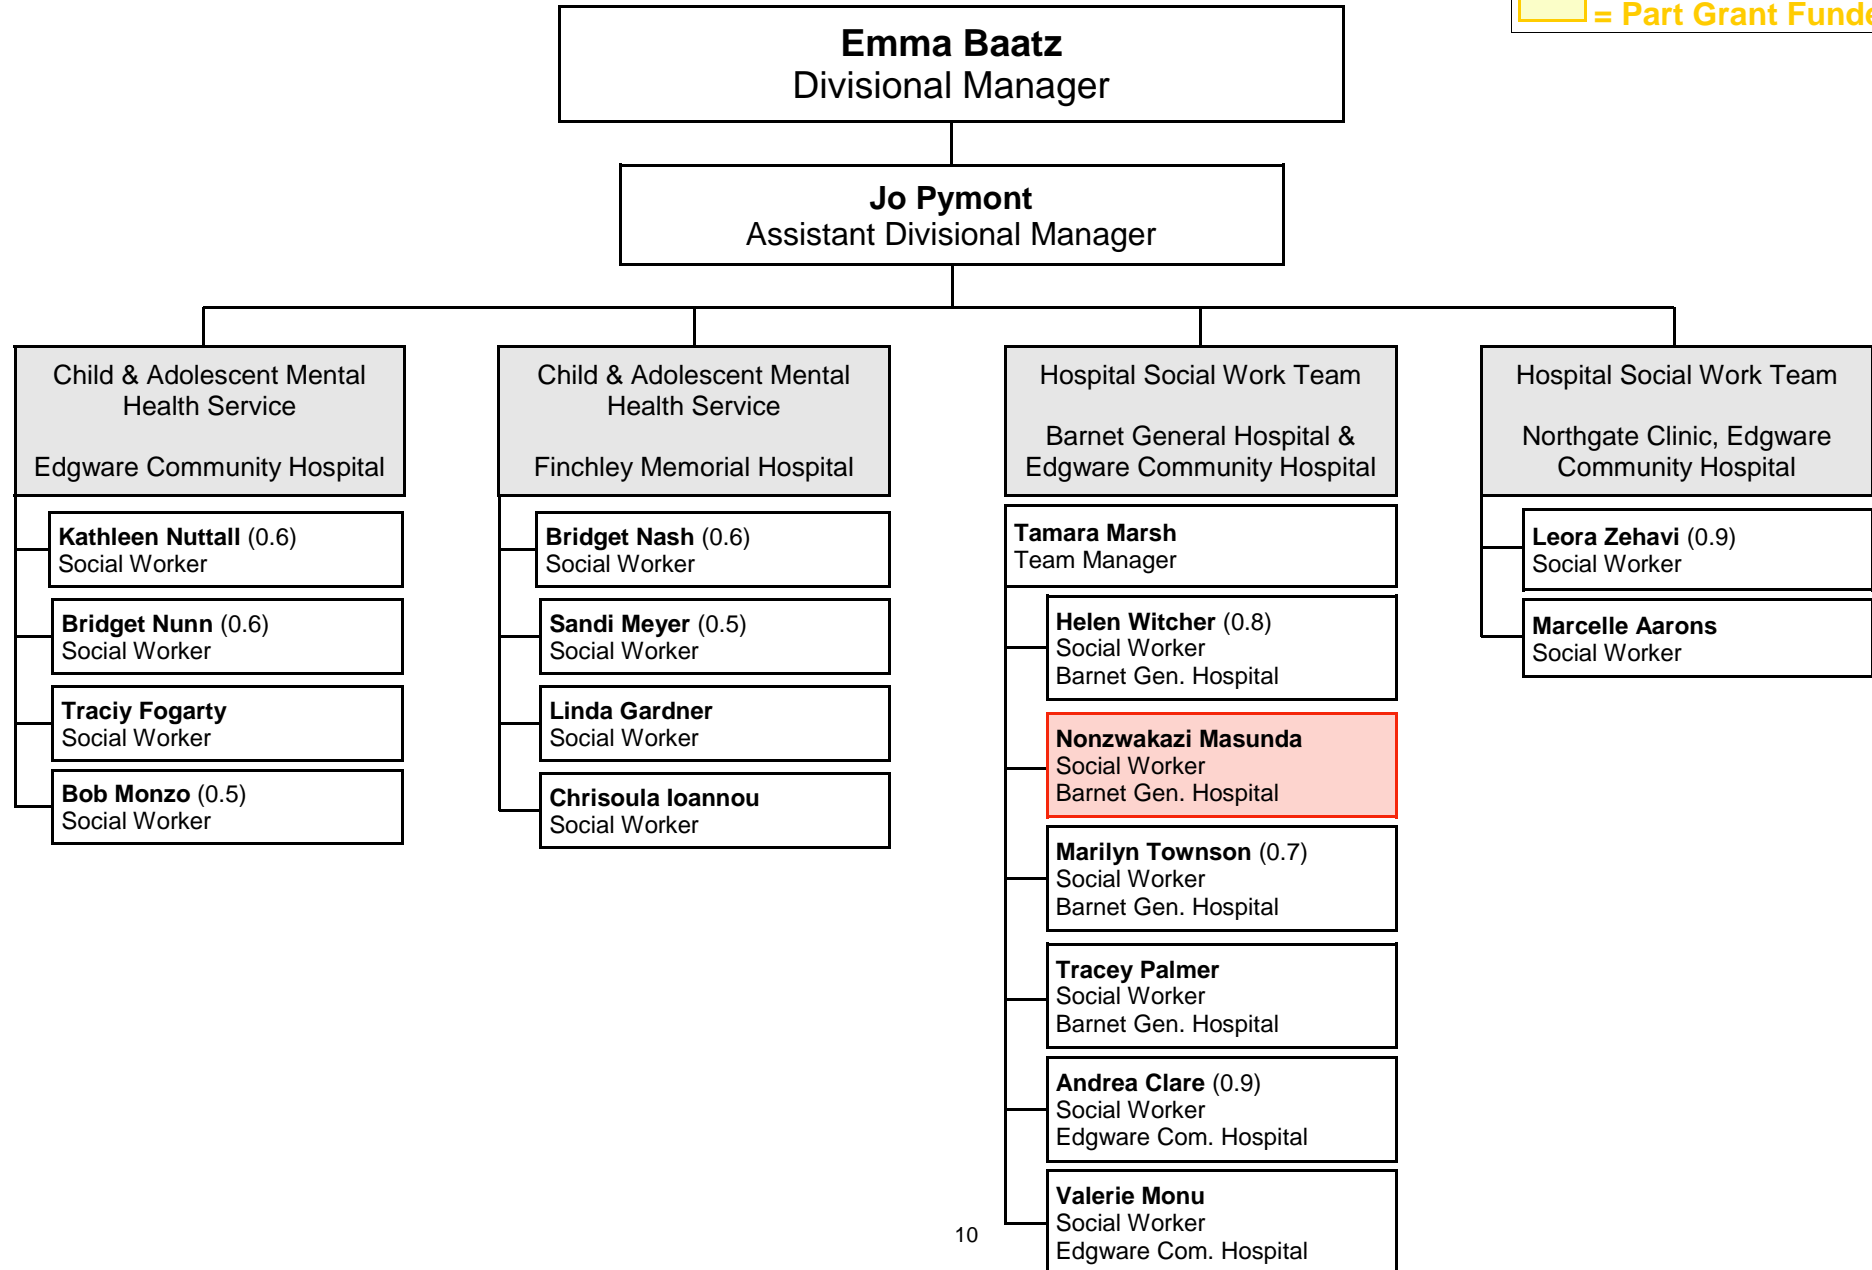 = Part Grant Funde
Emma Baatz
Divisional Manager
Jo Pymont
Assistant Divisional Manager
Child & Adolescent Mental
Health Service
Edgware Community Hospital
Kathleen Nuttall (0.6)
Social Worker
Bridget Nunn (0.6)
Social Worker
Traciy Fogarty
Social Worker
Bob Monzo (0.5)
Social Worker
Child & Adolescent Mental
Health Service
Finchley Memorial Hospital
Bridget Nash (0.6)
Social Worker
Sandi Meyer (0.5)
Social Worker
Linda Gardner
Social Worker
Chrisoula Ioannou
Social Worker
Hospital Social Work Team
Barnet General Hospital &
Edgware Community Hospital
Tamara Marsh
Team Manager
Helen Witcher (0.8)
Social Worker
Barnet Gen. Hospital
Nonzwakazi Masunda
Social Worker
Barnet Gen. Hospital
Marilyn Townson (0.7)
Social Worker
Barnet Gen. Hospital
Tracey Palmer
Social Worker
Barnet Gen. Hospital
Andrea Clare (0.9)
Social Worker
Edgware Com. Hospital
Valerie Monu
Social Worker
Edgware Com. Hospital
Hospital Social Work Team
Northgate Clinic, Edgware
Community Hospital
Leora Zehavi (0.9)
Social Worker
Marcelle Aarons
Social Worker
10